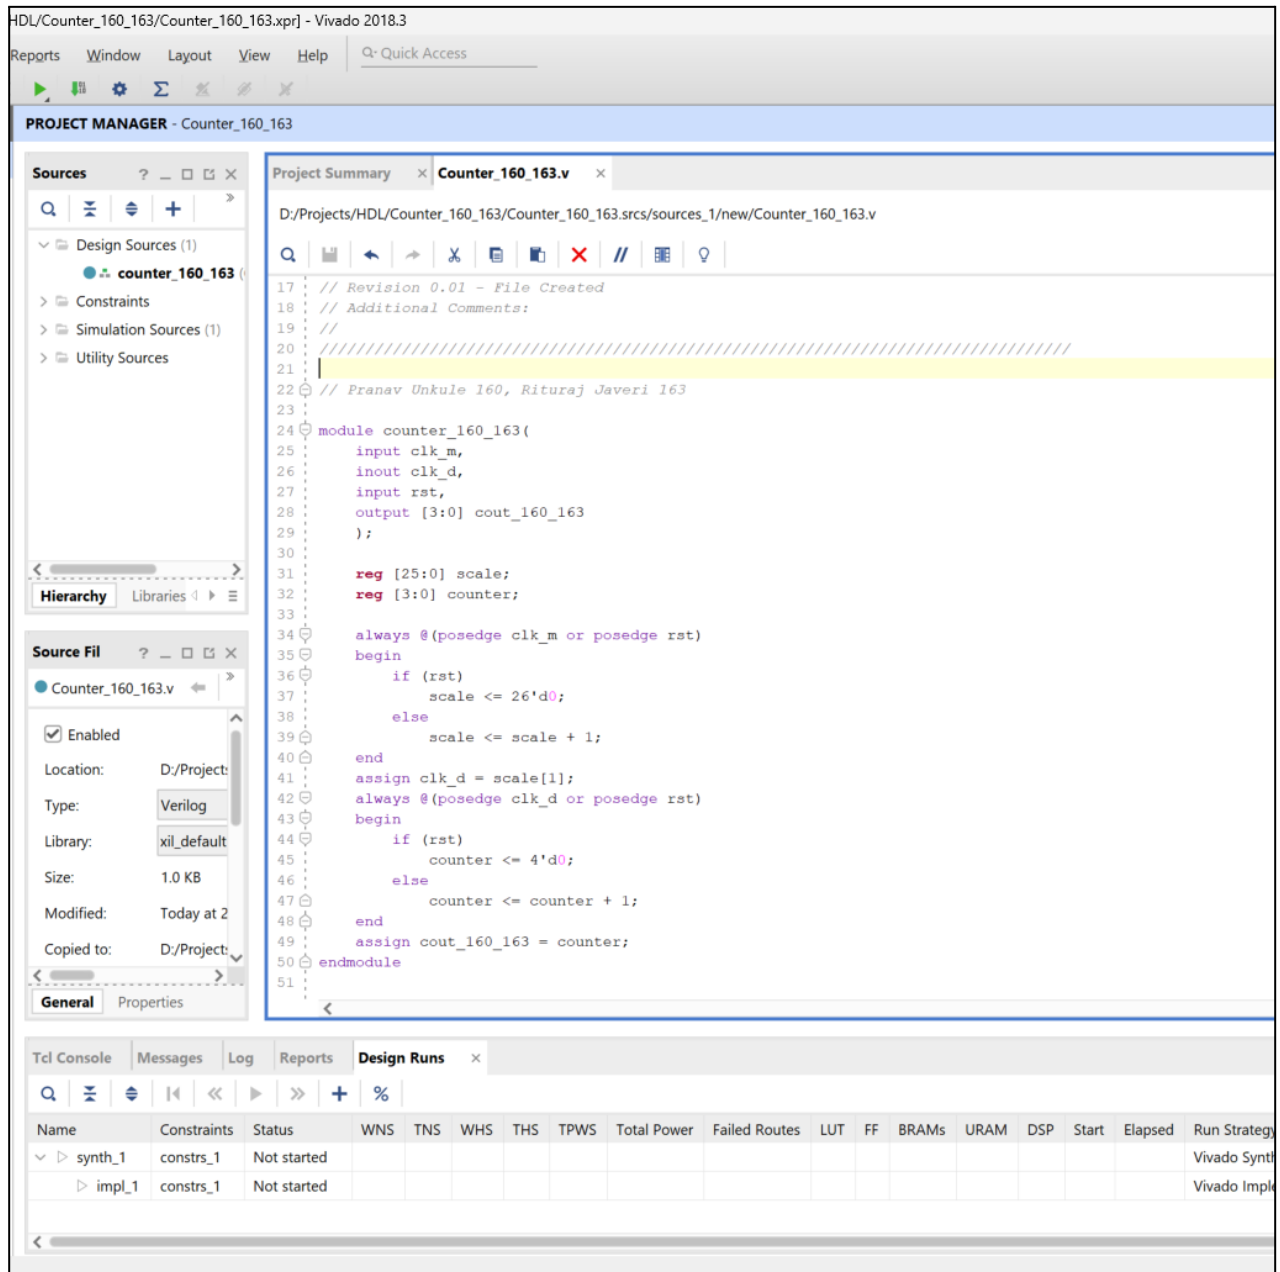 HDL/Counter_160_163/Counter_160_163.xpr] - Vivado 2018.3
Reports Window Layout View Help Quick Access
PROJECT MANAGER - Counter_160_163
Sources ? _
Design Sources (1)
counter_160_163 (
Constraints
Simulation Sources (1)
Utility Sources
Hierarchy Libraries
Source Fil ? _
Counter_160_163.v
Enabled
Location: D:/Project
Type: Verilog
Library: xil_default
Size: 1.0 KB
Modified: Today at 2
Copied to: D:/Project
General Properties
Project Summary × Counter_160_163.v ×
D:/Projects/HDL/Counter_160_163/Counter_160_163.srcs/sources_1/new/Counter_160_163.v
17 // Revision 0.01 - File Created
18 // Additional Comments:
19 //
20 //////////////////////////////////////////////////////////////////////////////////
21
22 // Pranav Unkule 160, Rituraj Javeri 163
23
24 module counter_160_163(
25 input clk_m,
26 inout clk_d,
27 input rst,
28 output [3:0] cout_160_163
29 );
30
31 reg [25:0] scale;
32 reg [3:0] counter;
33
34 always @(posedge clk_m or posedge rst)
35 begin
36 if (rst)
37 scale <= 26'd0;
38 else
39 scale <= scale + 1;
40 end
41 assign clk_d = scale[1];
42 always @(posedge clk_d or posedge rst)
43 begin
44 if (rst)
45 counter <= 4'd0;
46 else
47 counter <= counter + 1;
48 end
49 assign cout_160_163 = counter;
50 endmodule
51
Tcl Console Messages Log Reports Design Runs ×
Name Constraints Status WNS TNS WHS THS TPWS Total Power Failed Routes LUT FF BRAMs URAM DSP Start Elapsed Run Strategy
synth_1 constrs_1 Not started Vivado Synth
impl_1 constrs_1 Not started Vivado Imple